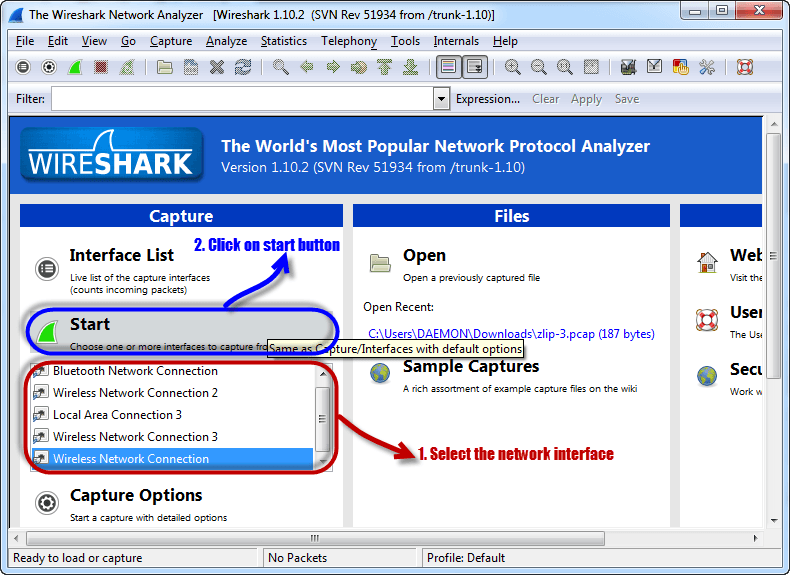 The Wireshark Network Analyzer [Wireshark 1.10.2 (SVN Rev 51934 from /trunk-1.10)]
File Edit View Go Capture Analyze Statistics Telephony Tools Internals Help
Filter: Expression... Clear Apply Save
WIRESHARK
The World's Most Popular Network Protocol Analyzer
Version 1.10.2 (SVN Rev 51934 from /trunk-1.10)
Capture
Interface List
Live list of the capture interfaces
(counts incoming packets)
2. Click on start button
Start
Choose one or more interfaces to capture fro
Same as Capture/Interfaces with default options
Bluetooth Network Connection
Wireless Network Connection 2
Local Area Connection 3
Wireless Network Connection 3
Wireless Network Connection
1. Select the network interface
Capture Options
Start a capture with detailed options
Files
Open
Open a previously captured file
Open Recent:
C:\Users\DAEMON\Downloads\zlip-3.pcap (187 bytes)
Sample Captures
A rich assortment of example capture files on the wiki
Web
Visit the
User
The Use
Secu
Work w
Ready to load or capture
No Packets
Profile: Default